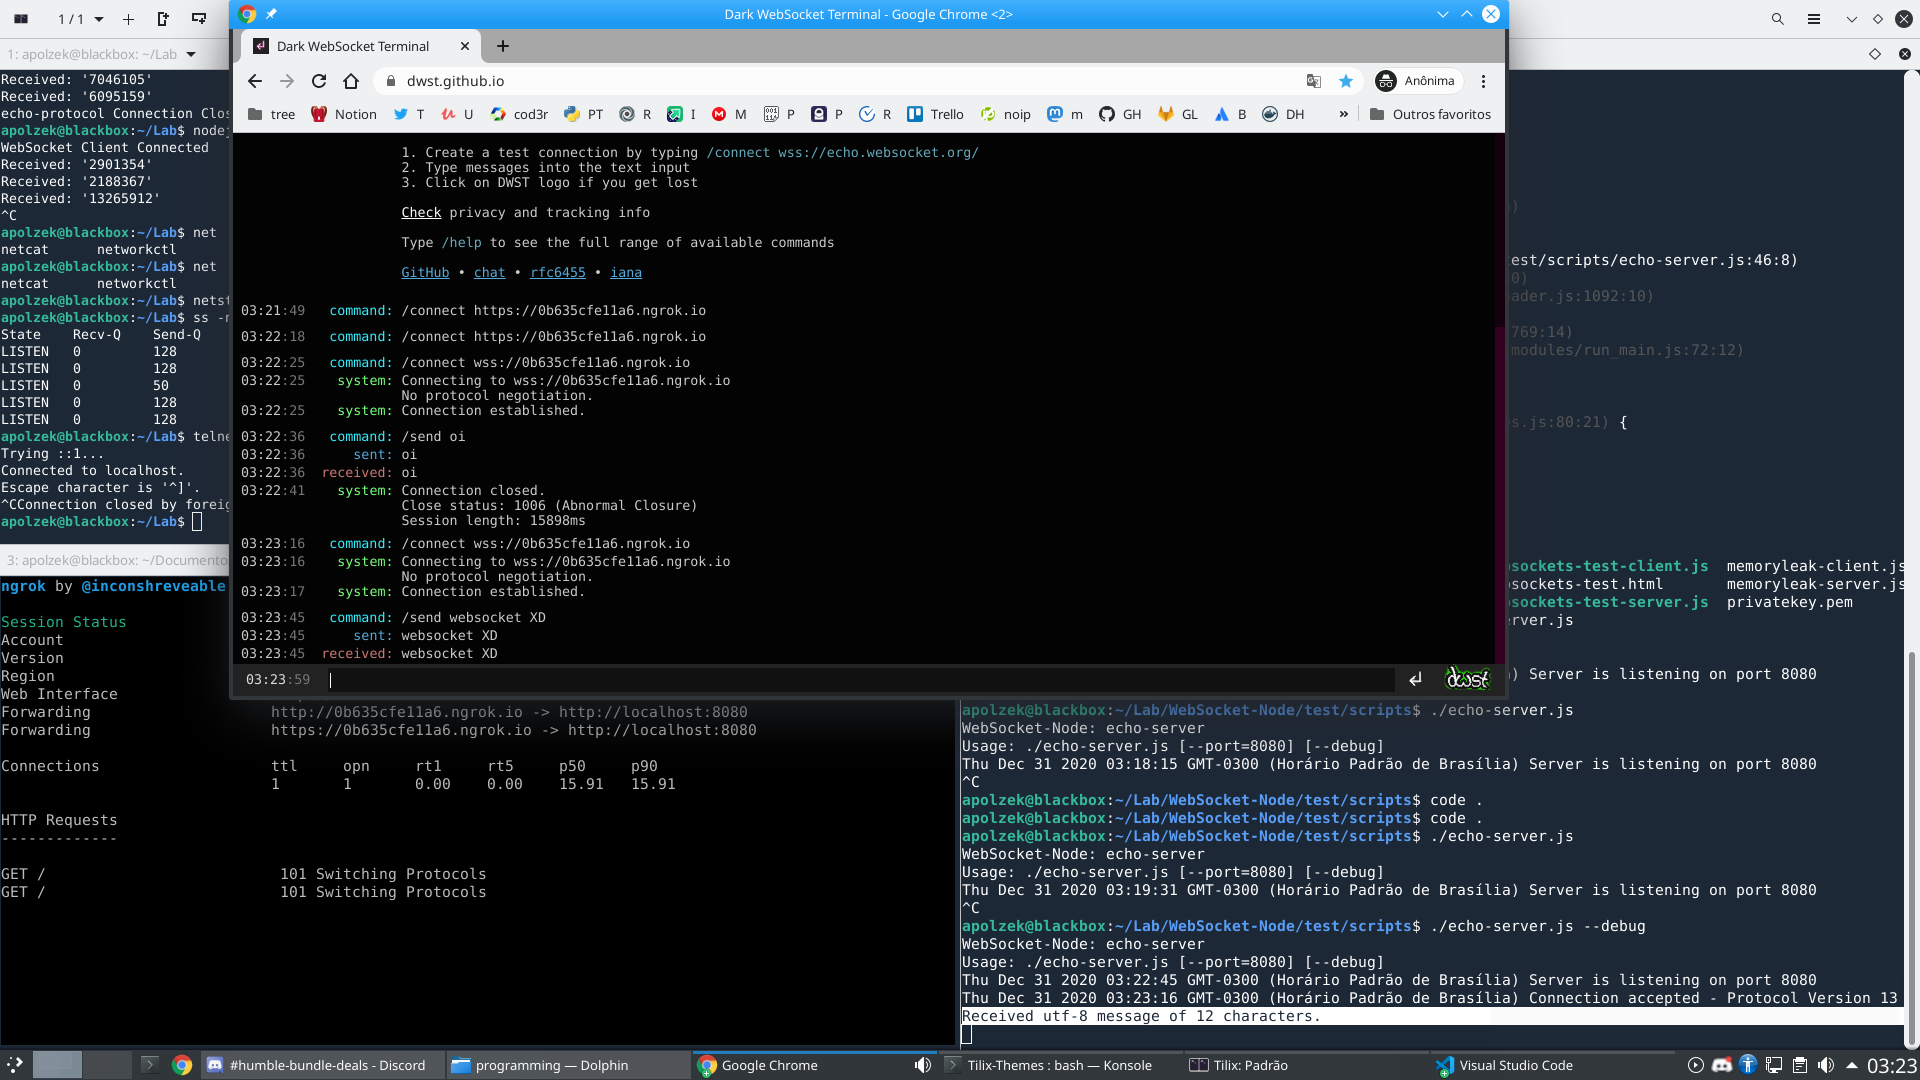 1 / 1
Dark WebSocket Terminal - Google Chrome <2>
1: apolzek@blackbox: ~/Lab
Dark WebSocket Terminal
dwst.github.io
Anônima
tree Notion T U cod3r PT R I M P P R Trello noip m GH GL B DH » Outros favoritos
Received: '7046105'
Received: '6095159'
echo-protocol Connection Clos
apolzek@blackbox:~/Lab$ node
WebSocket Client Connected
Received: '2901354'
Received: '2188367'
Received: '13265912'
^C
apolzek@blackbox:~/Lab$ net
netcat networkctl
apolzek@blackbox:~/Lab$ net
netcat networkctl
apolzek@blackbox:~/Lab$ netst
apolzek@blackbox:~/Lab$ ss -
State Recv-Q Send-Q
LISTEN 0 128
LISTEN 0 128
LISTEN 0 50
LISTEN 0 128
LISTEN 0 128
apolzek@blackbox:~/Lab$ telne
Trying ::1...
Connected to localhost.
Escape character is '^]'.
^CConnection closed by foreig
apolzek@blackbox:~/Lab$
1. Create a test connection by typing /connect wss://echo.websocket.org/
2. Type messages into the text input
3. Click on DWST logo if you get lost
Check privacy and tracking info
Type /help to see the full range of available commands
GitHub • chat • rfc6455 • iana
03:21:49 command: /connect https://0b635cfe11a6.ngrok.io
03:22:18 command: /connect https://0b635cfe11a6.ngrok.io
03:22:25 command: /connect wss://0b635cfe11a6.ngrok.io
03:22:25 system: Connecting to wss://0b635cfe11a6.ngrok.io
No protocol negotiation.
03:22:25 system: Connection established.
03:22:36 command: /send oi
03:22:36 sent: oi
03:22:36 received: oi
03:22:41 system: Connection closed.
Close status: 1006 (Abnormal Closure)
Session length: 15898ms
03:23:16 command: /connect wss://0b635cfe11a6.ngrok.io
03:23:16 system: Connecting to wss://0b635cfe11a6.ngrok.io
No protocol negotiation.
03:23:17 system: Connection established.
03:23:45 command: /send websocket XD
03:23:45 sent: websocket XD
03:23:45 received: websocket XD
03:23:59
dwst
)
test/scripts/echo-server.js:46:8)
0)
ader.js:1092:10)
769:14)
modules/run_main.js:72:12)
s.js:80:21) {
sockets-test-client.js memoryleak-client.js
sockets-test.html memoryleak-server.js
sockets-test-server.js privatekey.pem
rver.js
) Server is listening on port 8080
3: apolzek@blackbox: ~/Documento
ngrok by @inconshreveable
Session Status
Account
Version
Region
Web Interface
Forwarding http://0b635cfe11a6.ngrok.io -> http://localhost:8080
Forwarding https://0b635cfe11a6.ngrok.io -> http://localhost:8080
Connections ttl opn rt1 rt5 p50 p90
1 1 0.00 0.00 15.91 15.91
HTTP Requests
-------------
GET / 101 Switching Protocols
GET / 101 Switching Protocols
apolzek@blackbox:~/Lab/WebSocket-Node/test/scripts$ ./echo-server.js
WebSocket-Node: echo-server
Usage: ./echo-server.js [--port=8080] [--debug]
Thu Dec 31 2020 03:18:15 GMT-0300 (Horário Padrão de Brasília) Server is listening on port 8080
^C
apolzek@blackbox:~/Lab/WebSocket-Node/test/scripts$ code .
apolzek@blackbox:~/Lab/WebSocket-Node/test/scripts$ code .
apolzek@blackbox:~/Lab/WebSocket-Node/test/scripts$ ./echo-server.js
WebSocket-Node: echo-server
Usage: ./echo-server.js [--port=8080] [--debug]
Thu Dec 31 2020 03:19:31 GMT-0300 (Horário Padrão de Brasília) Server is listening on port 8080
^C
apolzek@blackbox:~/Lab/WebSocket-Node/test/scripts$ ./echo-server.js --debug
WebSocket-Node: echo-server
Usage: ./echo-server.js [--port=8080] [--debug]
Thu Dec 31 2020 03:22:45 GMT-0300 (Horário Padrão de Brasília) Server is listening on port 8080
Thu Dec 31 2020 03:23:16 GMT-0300 (Horário Padrão de Brasília) Connection accepted - Protocol Version 13
Received utf-8 message of 12 characters.
#humble-bundle-deals - Discord programming — Dolphin Google Chrome Tilix-Themes : bash — Konsole Tilix: Padrão Visual Studio Code 03:23